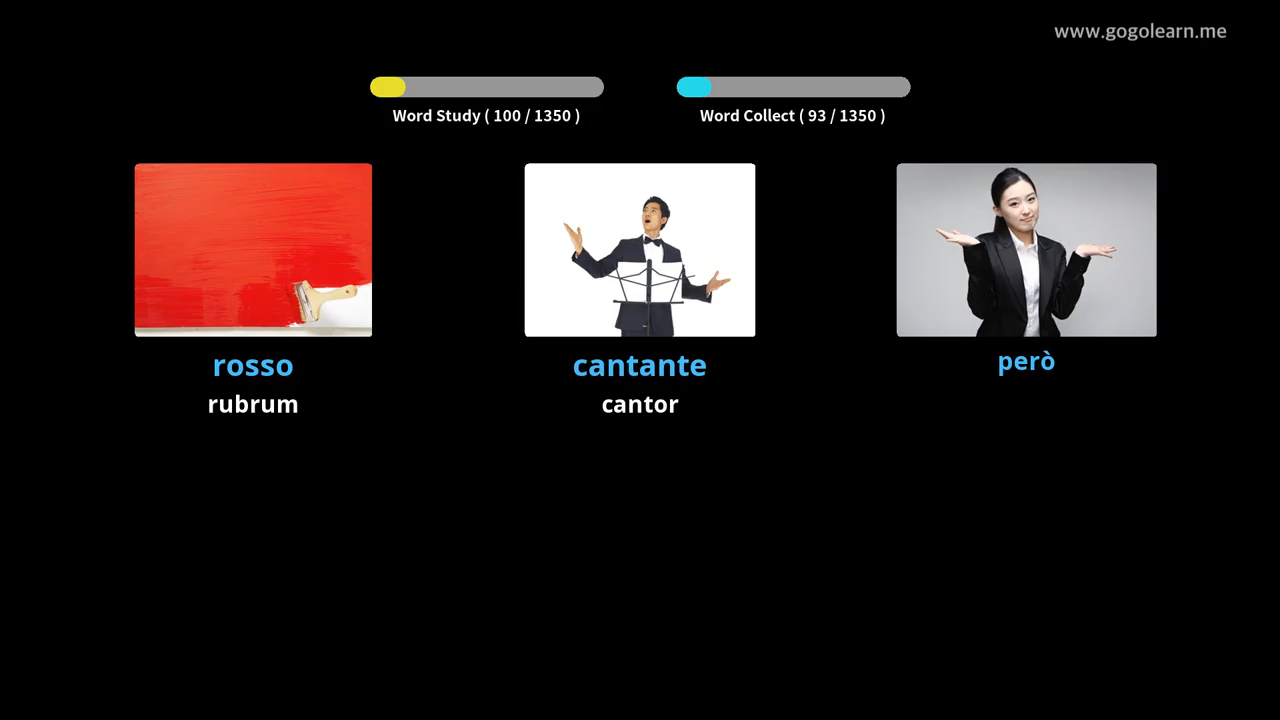 www.gogolearn.me
Word Study ( 100 / 1350 )
Word Collect ( 93 / 1350 )
rosso
cantante
però
rubrum
cantor